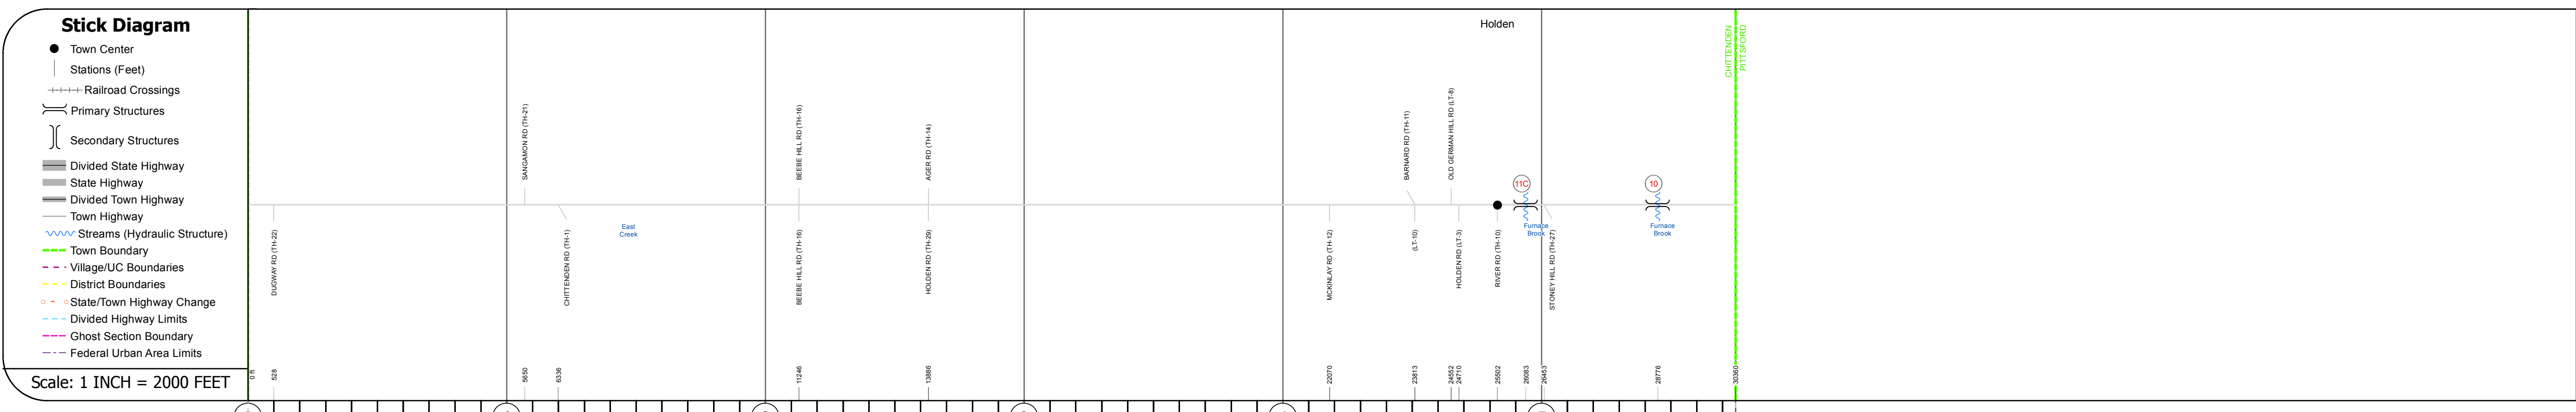 Stick Diagram
Town Center
Stations (Feet)
Railroad Crossings
Primary Structures
Secondary Structures
Divided State Highway
State Highway
Divided Town Highway
Town Highway
Streams (Hydraulic Structure)
Town Boundary
Village/UC Boundaries
District Boundaries
State/Town Highway Change
Divided Highway Limits
Ghost Section Boundary
Federal Urban Area Limits
Scale: 1 INCH = 2000 FEET
Holden
CHITTENDEN
PITTSFORD
SANGAMON RD (TH-21)
BEEBE HILL RD (TH-16)
AGER RD (TH-14)
BARNARD RD (TH-11)
OLD GERMAN HILL RD (LT-8)
11C
10
DUGWAY RD (TH-22)
CHITTENDEN RD (TH-1)
East
Creek
BEEBE HILL RD (TH-16)
HOLDEN RD (TH-29)
MCKINLAY RD (TH-12)
(LT-10)
HOLDEN RD (LT-3)
RIVER RD (TH-10)
Furnace
Brook
STONEY HILL RD (TH-27)
Furnace
Brook
0 ft
528
5650
6336
11246
13886
22070
23813
24552
24710
25502
26083
26453
28776
30360